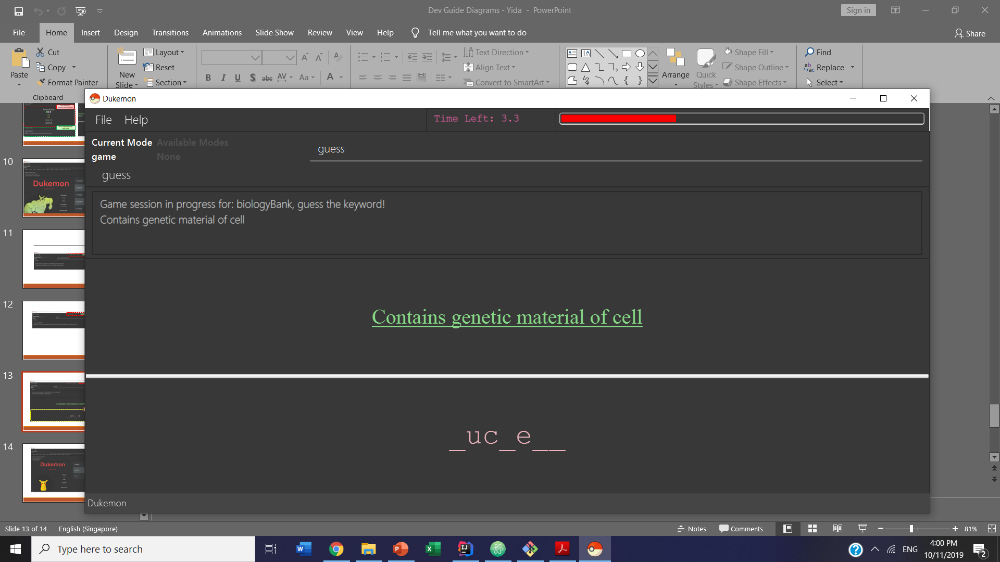 Dev Guide Diagrams - Yida - PowerPoint
Sign in
File Home Insert Design Transitions Animations Slide Show Review View Help Tell me what you want to do
Share
Paste
Cut
Copy
Format Painter
Clipboard
New
Slide
Layout
Reset
Section
B I U S abc AV Aa A
Text Direction
Align Text
Convert to SmartArt
Arrange
Quick
Styles
Shape Fill
Shape Outline
Shape Effects
Find
Replace
Select
Dukemon
File Help
Time Left: 3.3
Current Mode Available Modes
game None
guess
guess
Game session in progress for: biologyBank, guess the keyword!
Contains genetic material of cell
Contains genetic material of cell
_uc_e__
Dukemon
10
Dukemon
11
12
13
14
Dukemon
Slide 13 of 14 English (Singapore)
Notes Comments 81%
Type here to search
ENG
4:00 PM
10/11/2019
2